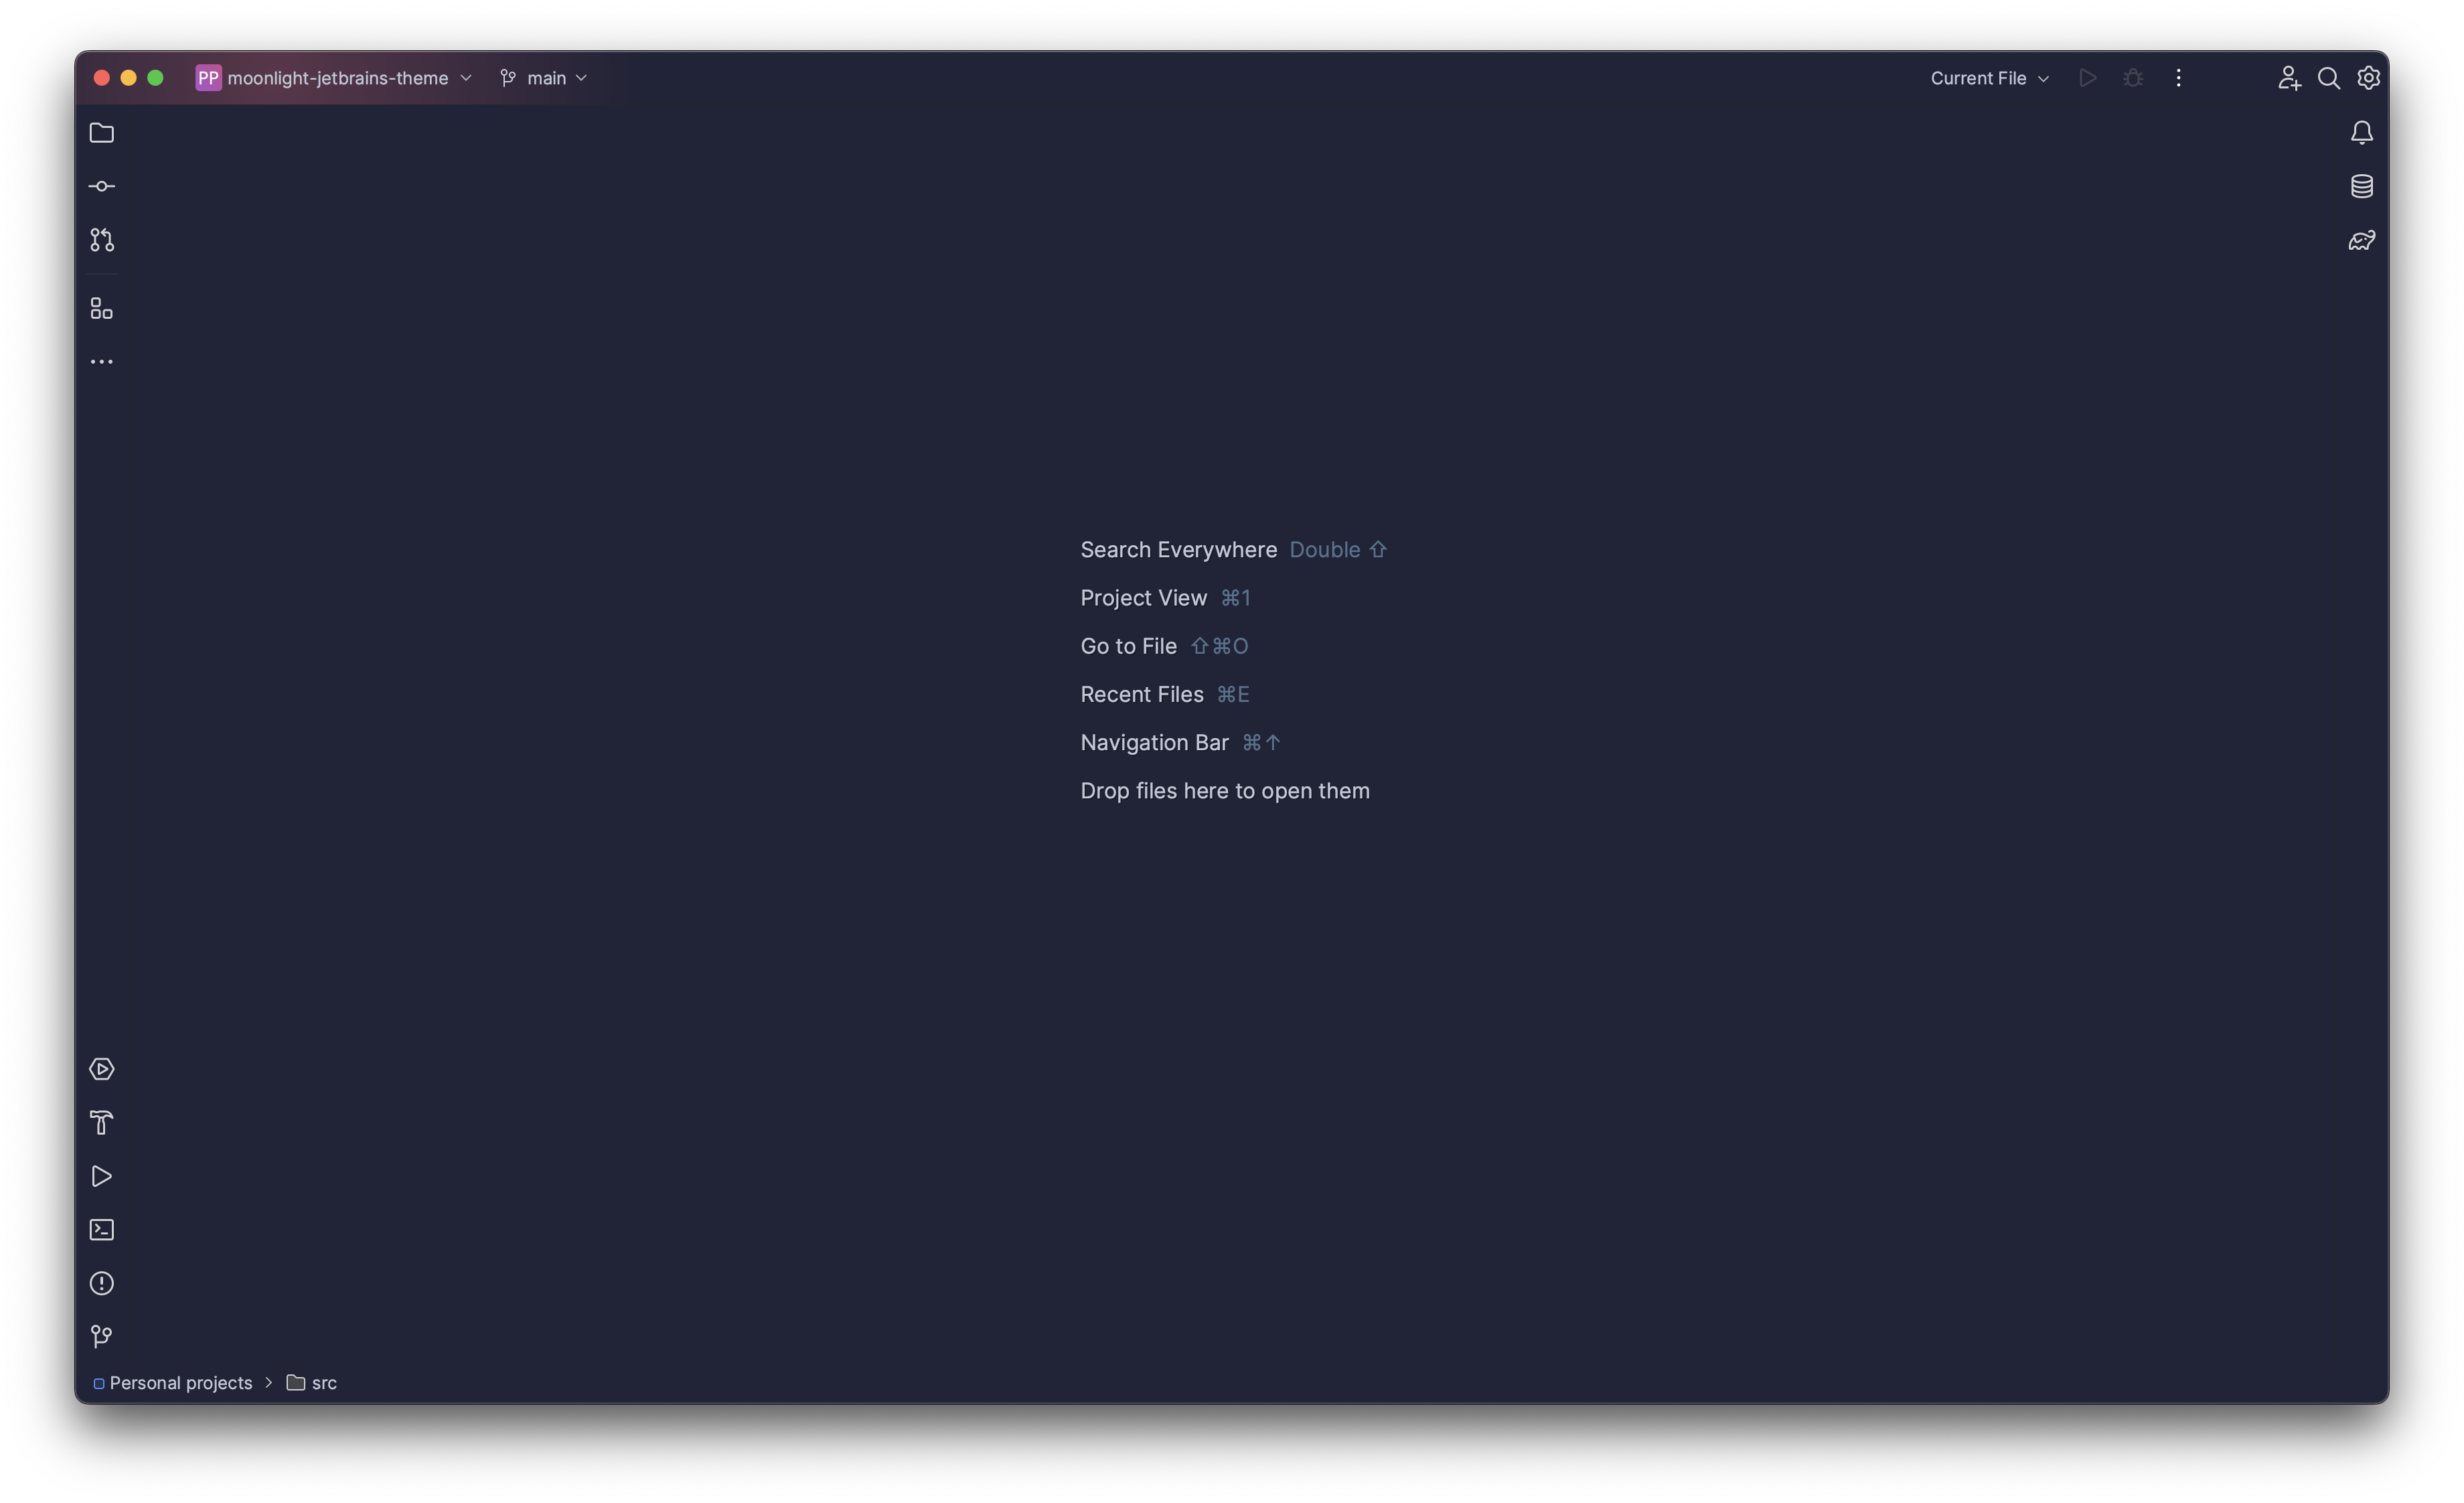 PP moonlight-jetbrains-theme main Current File
Search Everywhere Double ⇧
Project View ⌘1
Go to File ⇧⌘O
Recent Files ⌘E
Navigation Bar ⌘↑
Drop files here to open them
Personal projects > src